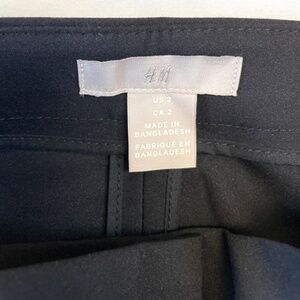 H&M
US 2
CA 2
MADE IN
BANGLADESH
FABRIQUÉ EN
BANGLADESH